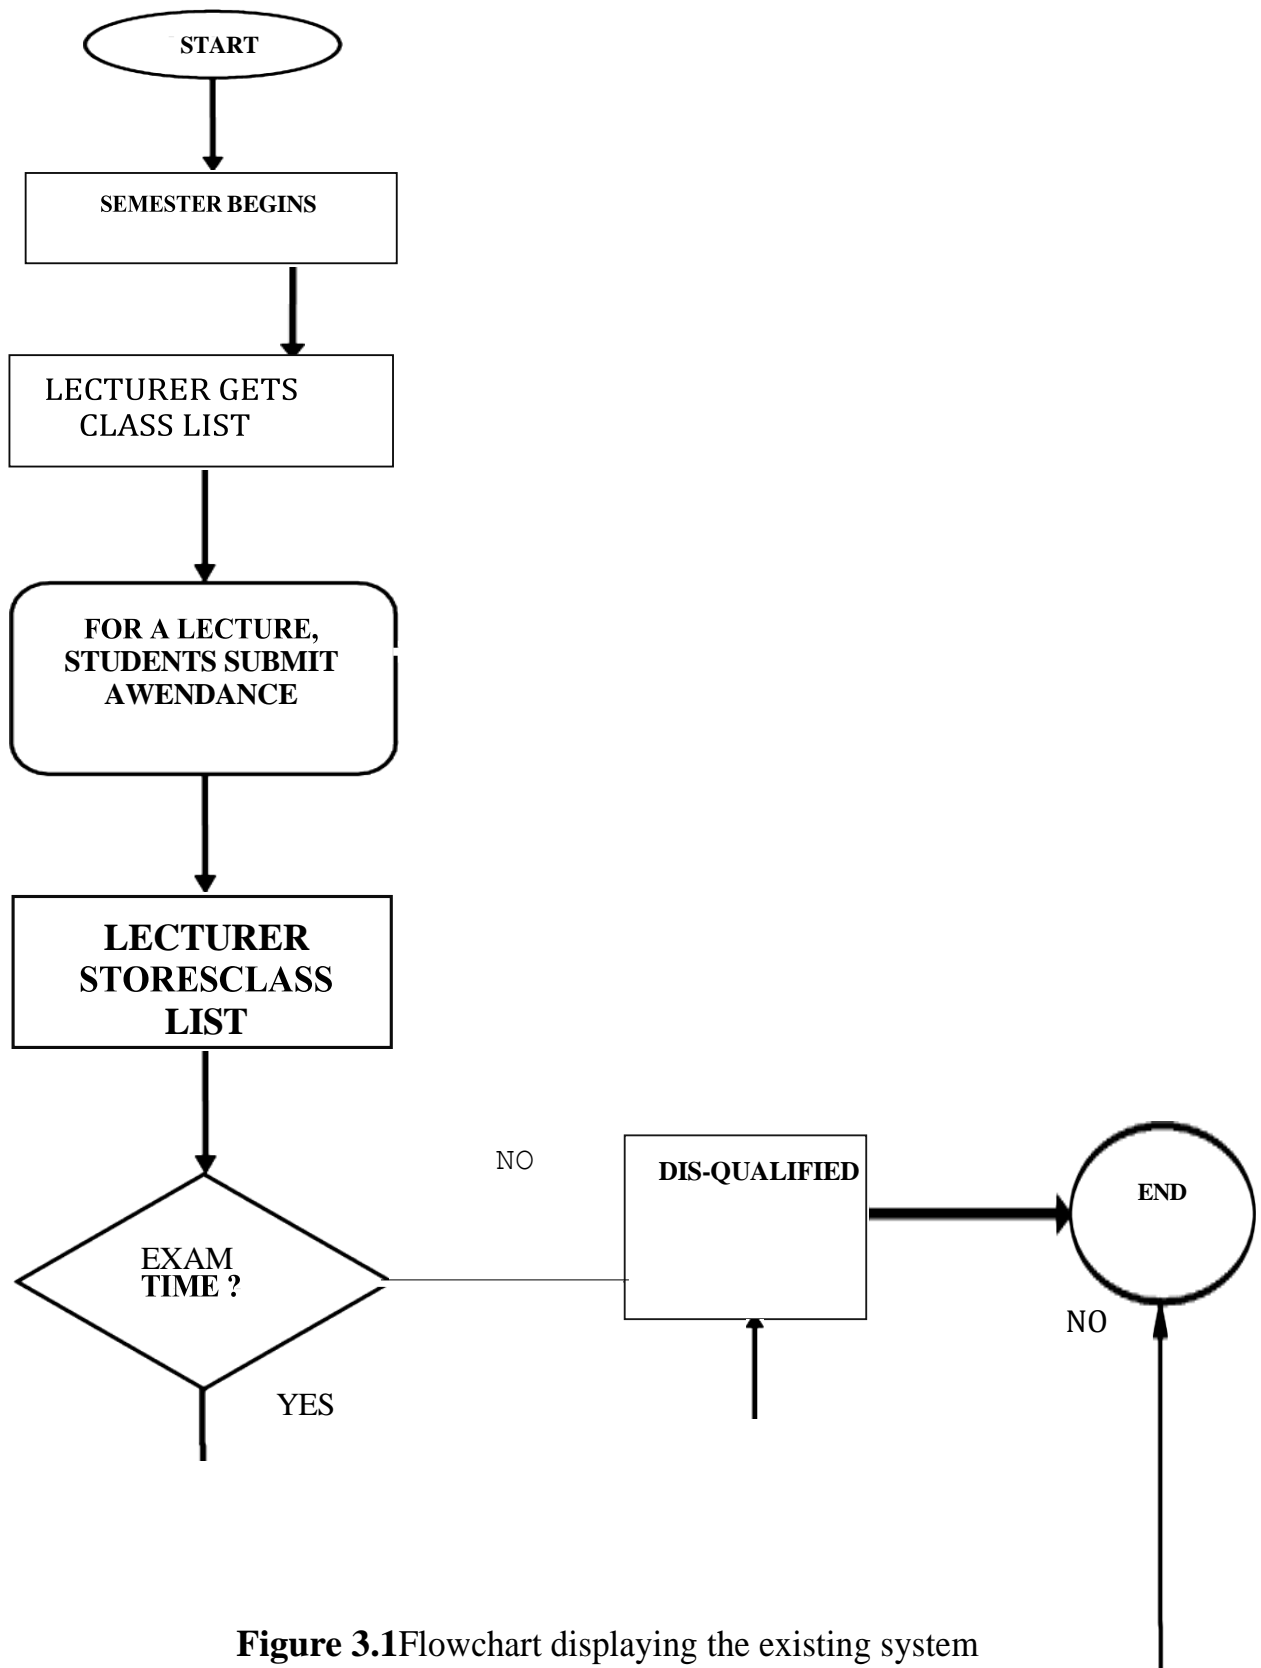 START
SEMESTER BEGINS
LECTURER GETS
CLASS LIST
FOR A LECTURE,
STUDENTS SUBMIT
AWENDANCE
LECTURER
STORESCLASS
LIST
NO
DIS-QUALIFIED
END
EXAM
TIME ?
NO
YES
Figure 3.1Flowchart displaying the existing system